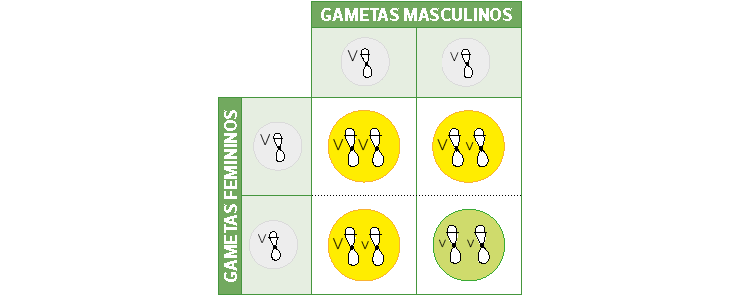 GAMETAS MASCULINOS
V v
GAMETAS FEMININOS
V V V V v
v V v v v